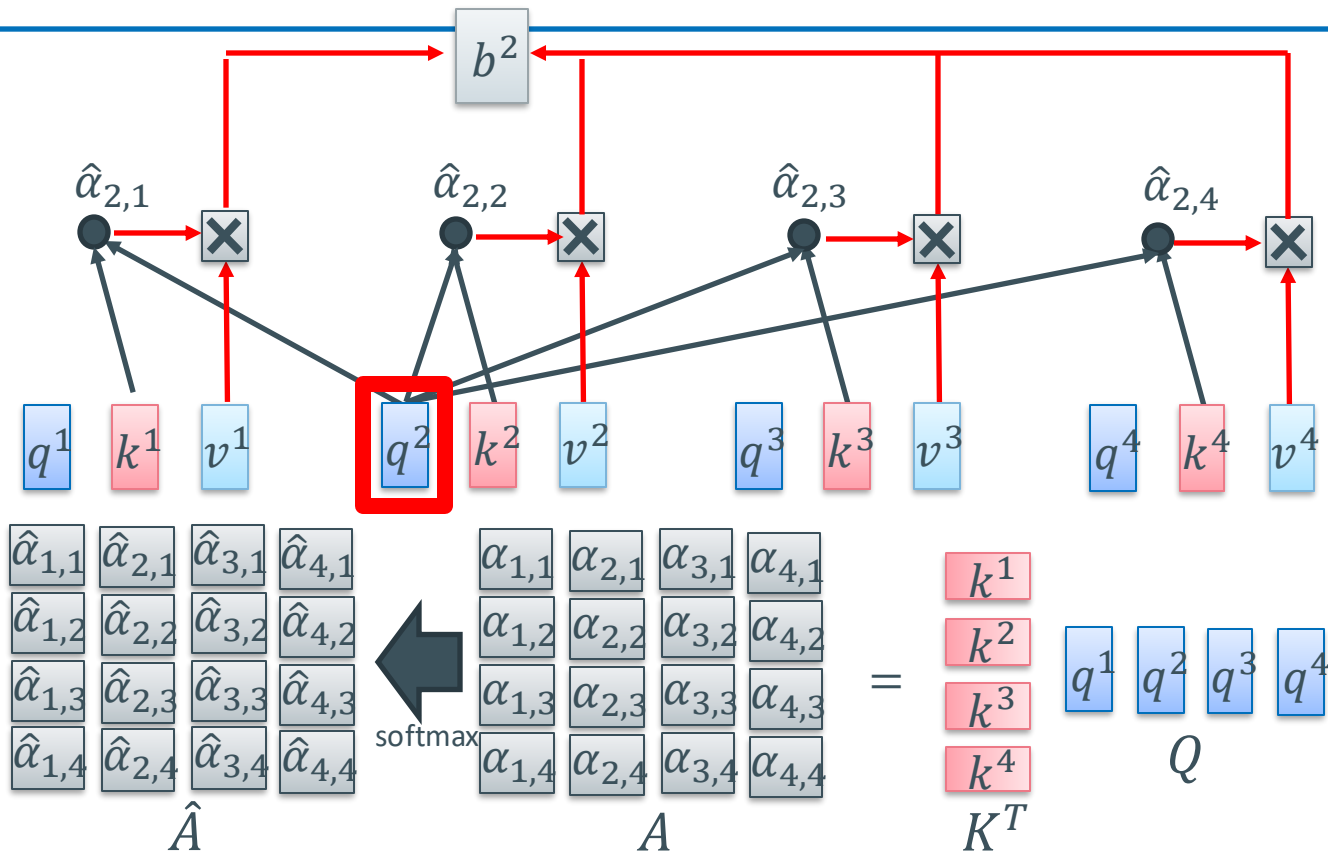 b²
α̂₂,₁ α̂₂,₂ α̂₂,₃ α̂₂,₄
q¹ k¹ v¹ q² k² v² q³ k³ v³ q⁴ k⁴ v⁴
α̂₁,₁ α̂₂,₁ α̂₃,₁ α̂₄,₁ α₁,₁ α₂,₁ α₃,₁ α₄,₁ k¹
α̂₁,₂ α̂₂,₂ α̂₃,₂ α̂₄,₂ α₁,₂ α₂,₂ α₃,₂ α₄,₂ k²
α̂₁,₃ α̂₂,₃ α̂₃,₃ α̂₄,₃ α₁,₃ α₂,₃ α₃,₃ α₄,₃ = k³ q¹ q² q³ q⁴
softmax
α̂₁,₄ α̂₂,₄ α̂₃,₄ α̂₄,₄ α₁,₄ α₂,₄ α₃,₄ α₄,₄ k⁴ Q
Â A Kᵀ